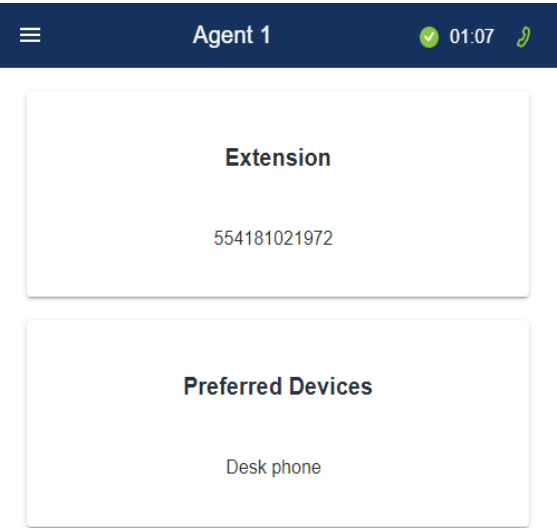 Agent 1
01:07
Extension
554181021972
Preferred Devices
Desk phone